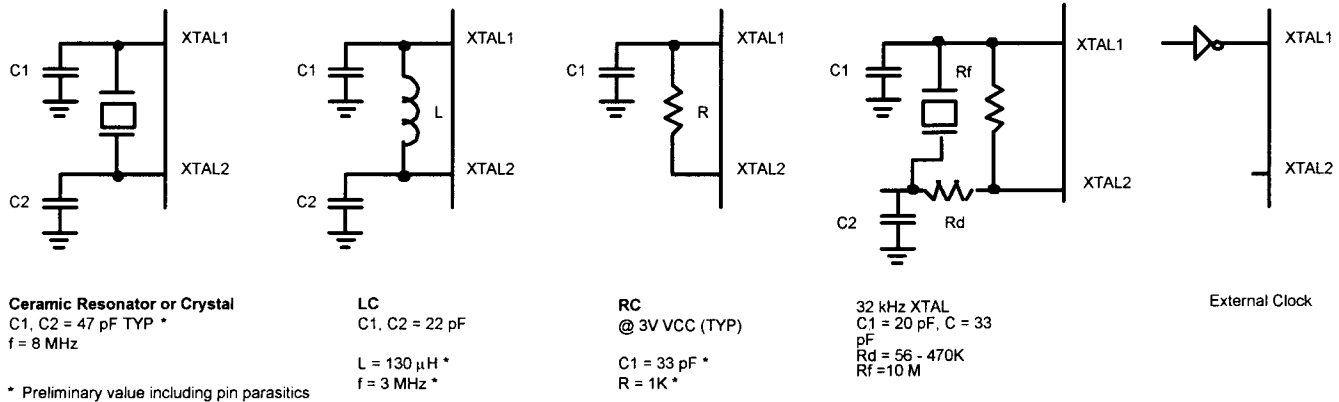 XTAL1
C1
XTAL2
C2
XTAL1
C1
L
XTAL2
C2
XTAL1
C1
R
XTAL2
XTAL1
C1
Rf
XTAL2
C2
Rd
XTAL1
XTAL2
Ceramic Resonator or Crystal
C1, C2 = 47 pF TYP *
f = 8 MHz
* Preliminary value including pin parasitics
LC
C1, C2 = 22 pF
L = 130 μH *
f = 3 MHz *
RC
@ 3V VCC (TYP)
C1 = 33 pF *
R = 1K *
32 kHz XTAL
C1 = 20 pF, C = 33
pF
Rd = 56 - 470K
Rf =10 M
External Clock